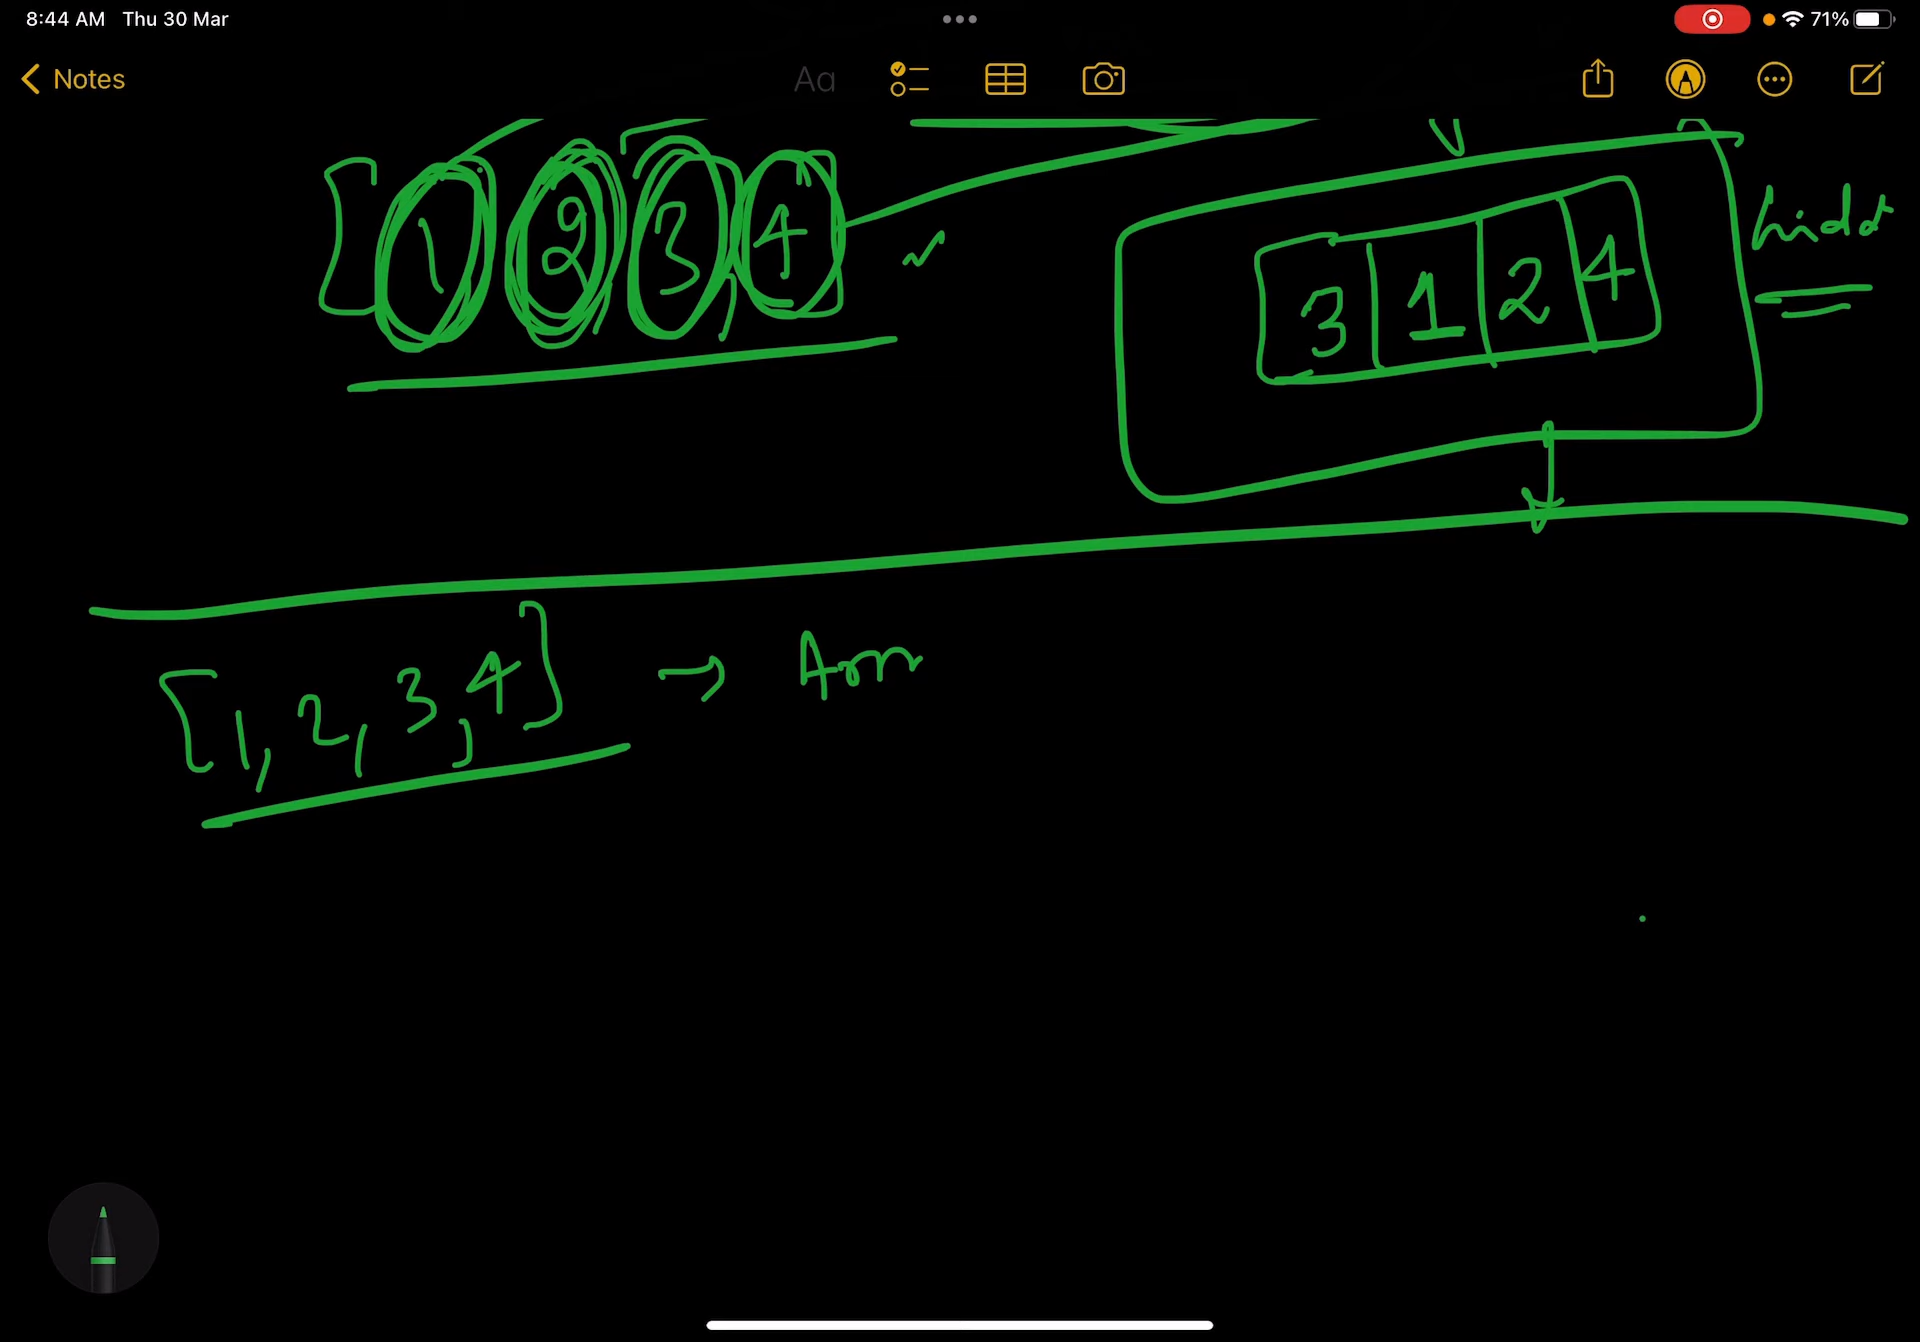 8:44 AM Thu 30 Mar 71%
Notes Aa
[1 2 3, 4]
3 1 2 4
hidd
[1, 2, 3, 4] → Arr